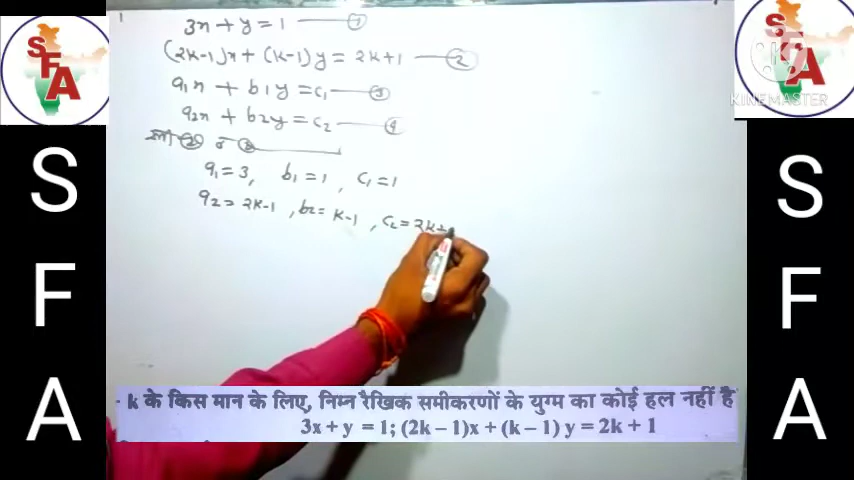 3x + y = 1 ——— ①
(2k-1)x + (k-1)y = 2k+1 —— ②
a₁x + b₁y = c₁ —— ③
a₂x + b₂y = c₂ —— ④
a₁ = 3, b₁ = 1, c₁ = 1
a₂ = 2k-1, b₂ = k-1, c₂ = 2k+
SFA
S
F
A
SFA
KINEMASTER
S
F
A
k के किस मान के लिए, निम्न रैखिक समीकरणों के युग्म का कोई हल नहीं है
3x + y = 1; (2k – 1)x + (k – 1) y = 2k + 1